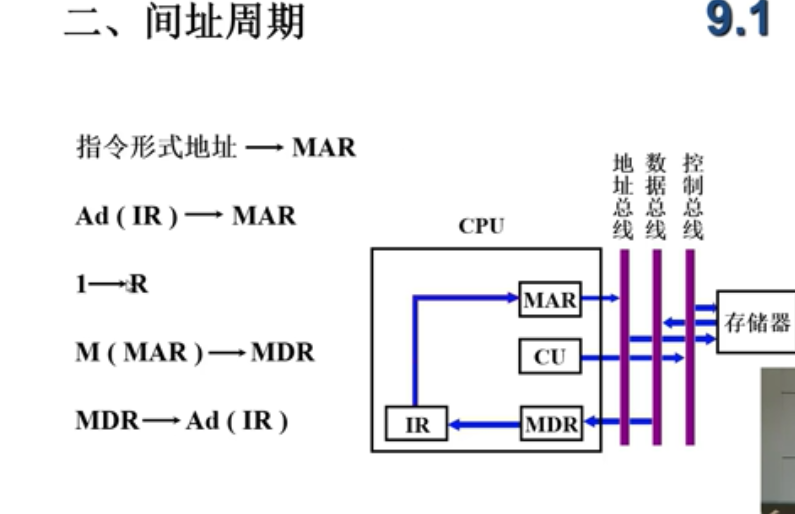 二、间址周期
9.1
指令形式地址 → MAR
Ad ( IR ) → MAR
1→R
M ( MAR ) → MDR
MDR → Ad ( IR )
地址总线
数据总线
控制总线
CPU
MAR
存储器
CU
IR
MDR